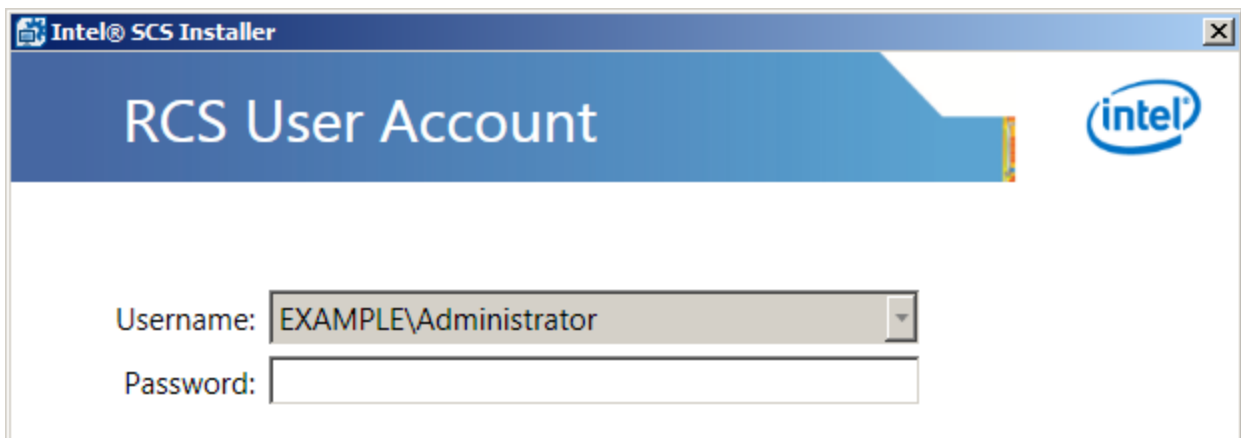 Intel® SCS Installer
RCS User Account
intel®
Username: EXAMPLE\Administrator
Password: